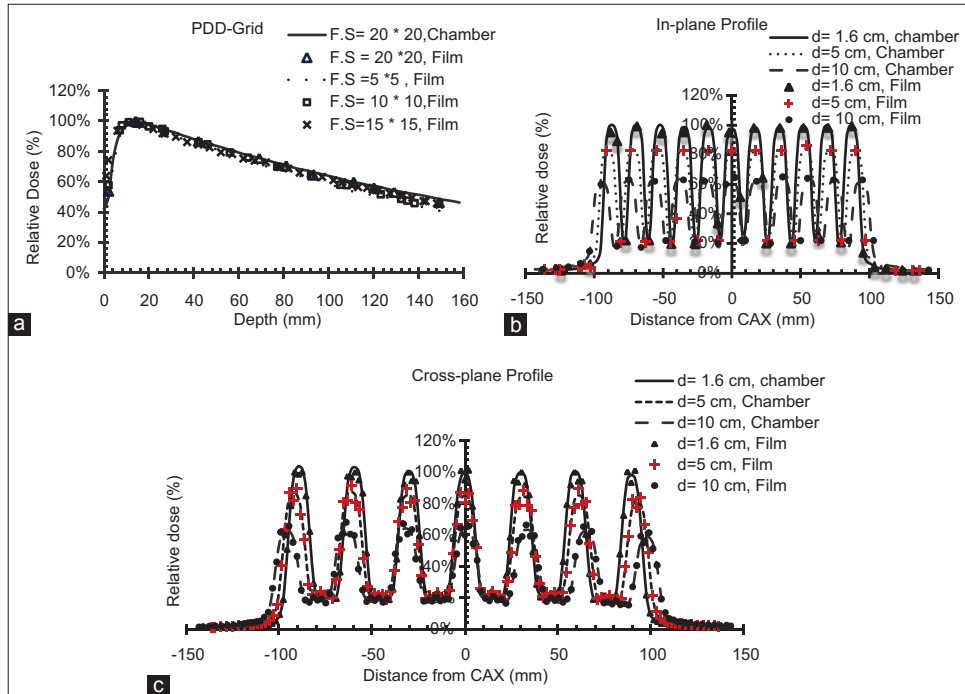 PDD-Grid
F.S= 20 * 20,Chamber
F.S = 20 *20, Film
F.S =5 *5 , Film
F.S= 10 * 10,Film
F.S=15 * 15, Film
Relative Dose (%)
120%
100%
80%
60%
40%
20%
0%
0 20 40 60 80 100 120 140 160
Depth (mm)
a
In-plane Profile
d= 1.6 cm, chamber
d=5 cm, Chamber
d=10 cm, Chamber
d=1.6 cm, Film
d=5 cm, Film
d= 10 cm, Film
Relative dose (%)
120%
100%
80%
60%
40%
20%
0%
-150 -100 -50 0 50 100 150
Distance from CAX (mm)
b
Cross-plane Profile
d= 1.6 cm, chamber
d=5 cm, Chamber
d=10 cm, Chamber
d=1.6 cm, Film
d=5 cm, Film
d= 10 cm, Film
Relative dose (%)
120%
100%
80%
60%
40%
20%
0%
-150 -100 -50 0 50 100 150
Distance from CAX (mm)
c